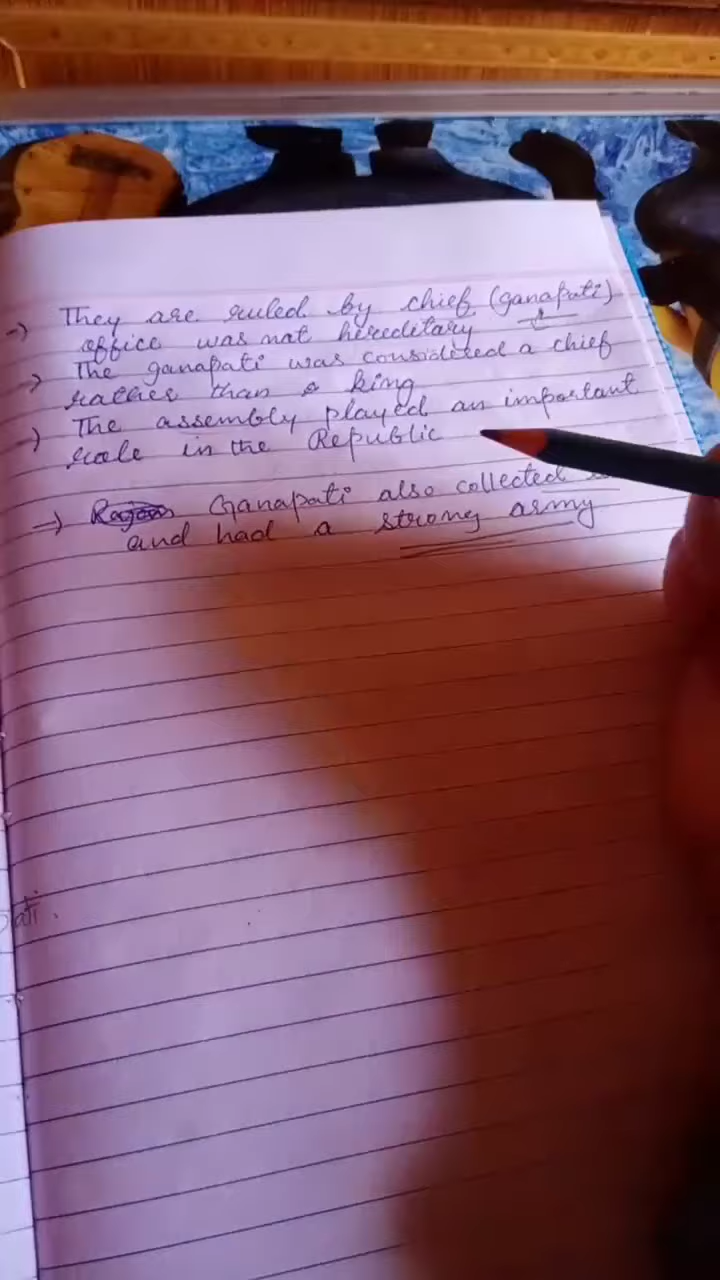 → They are ruled by chief (ganapati)
office was not hereditary
→ The ganapati was considered a chief
rather than a king
→ The assembly played an important
role in the Republic
→ Ganapati also collected
and had a strong army
ati.